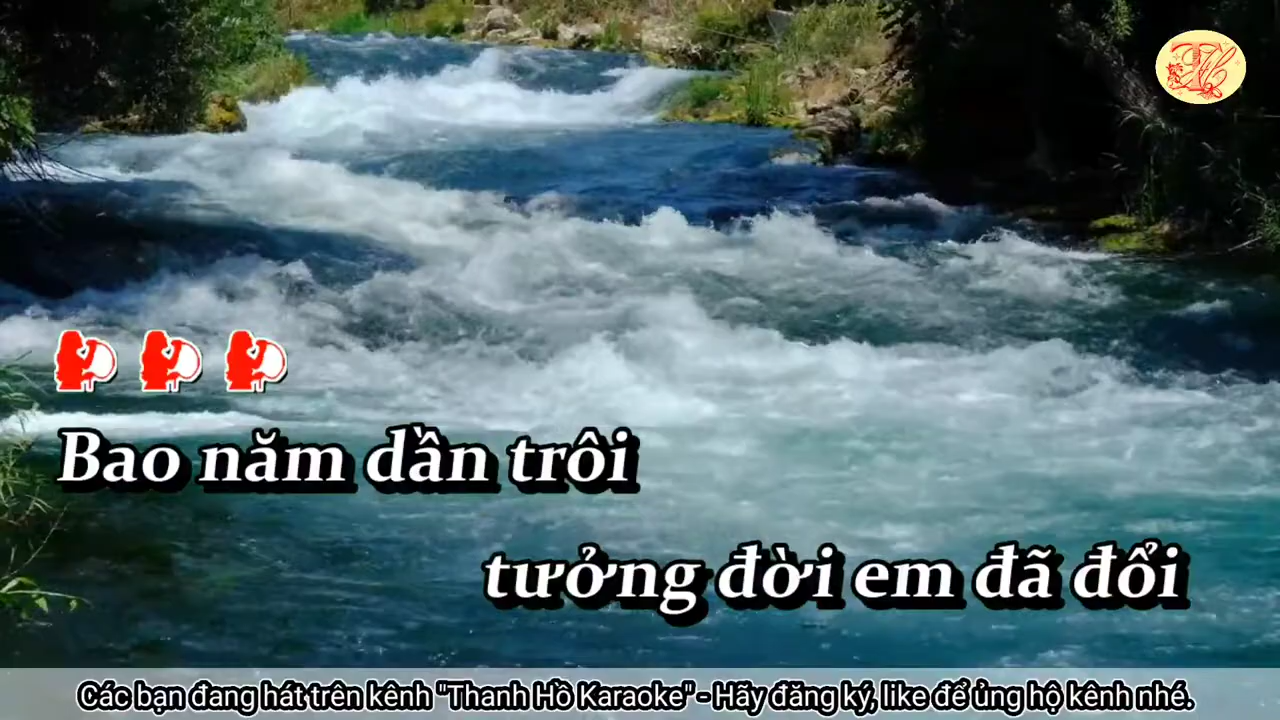 Bao năm dần trôi
tưởng đời em đã đổi
Các bạn đang hát trên kênh "Thanh Hồ Karaoke" - Hãy đăng ký, like để ủng hộ kênh nhé.